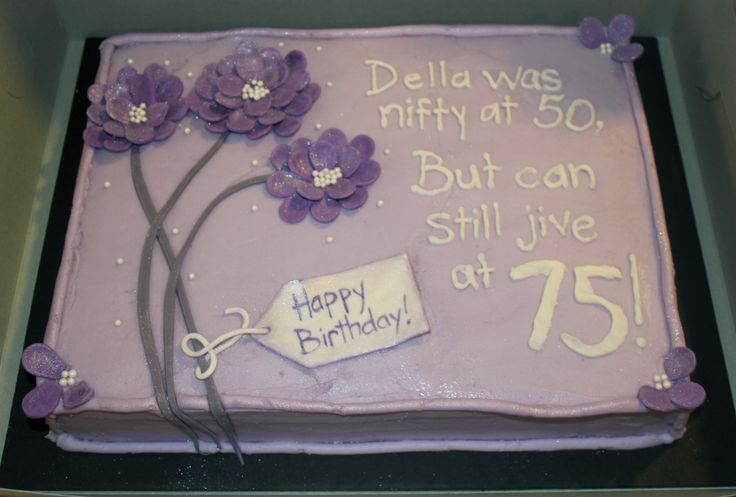 Della was
nifty at 50,
But can
still jive
at 75!
Happy
Birthday!